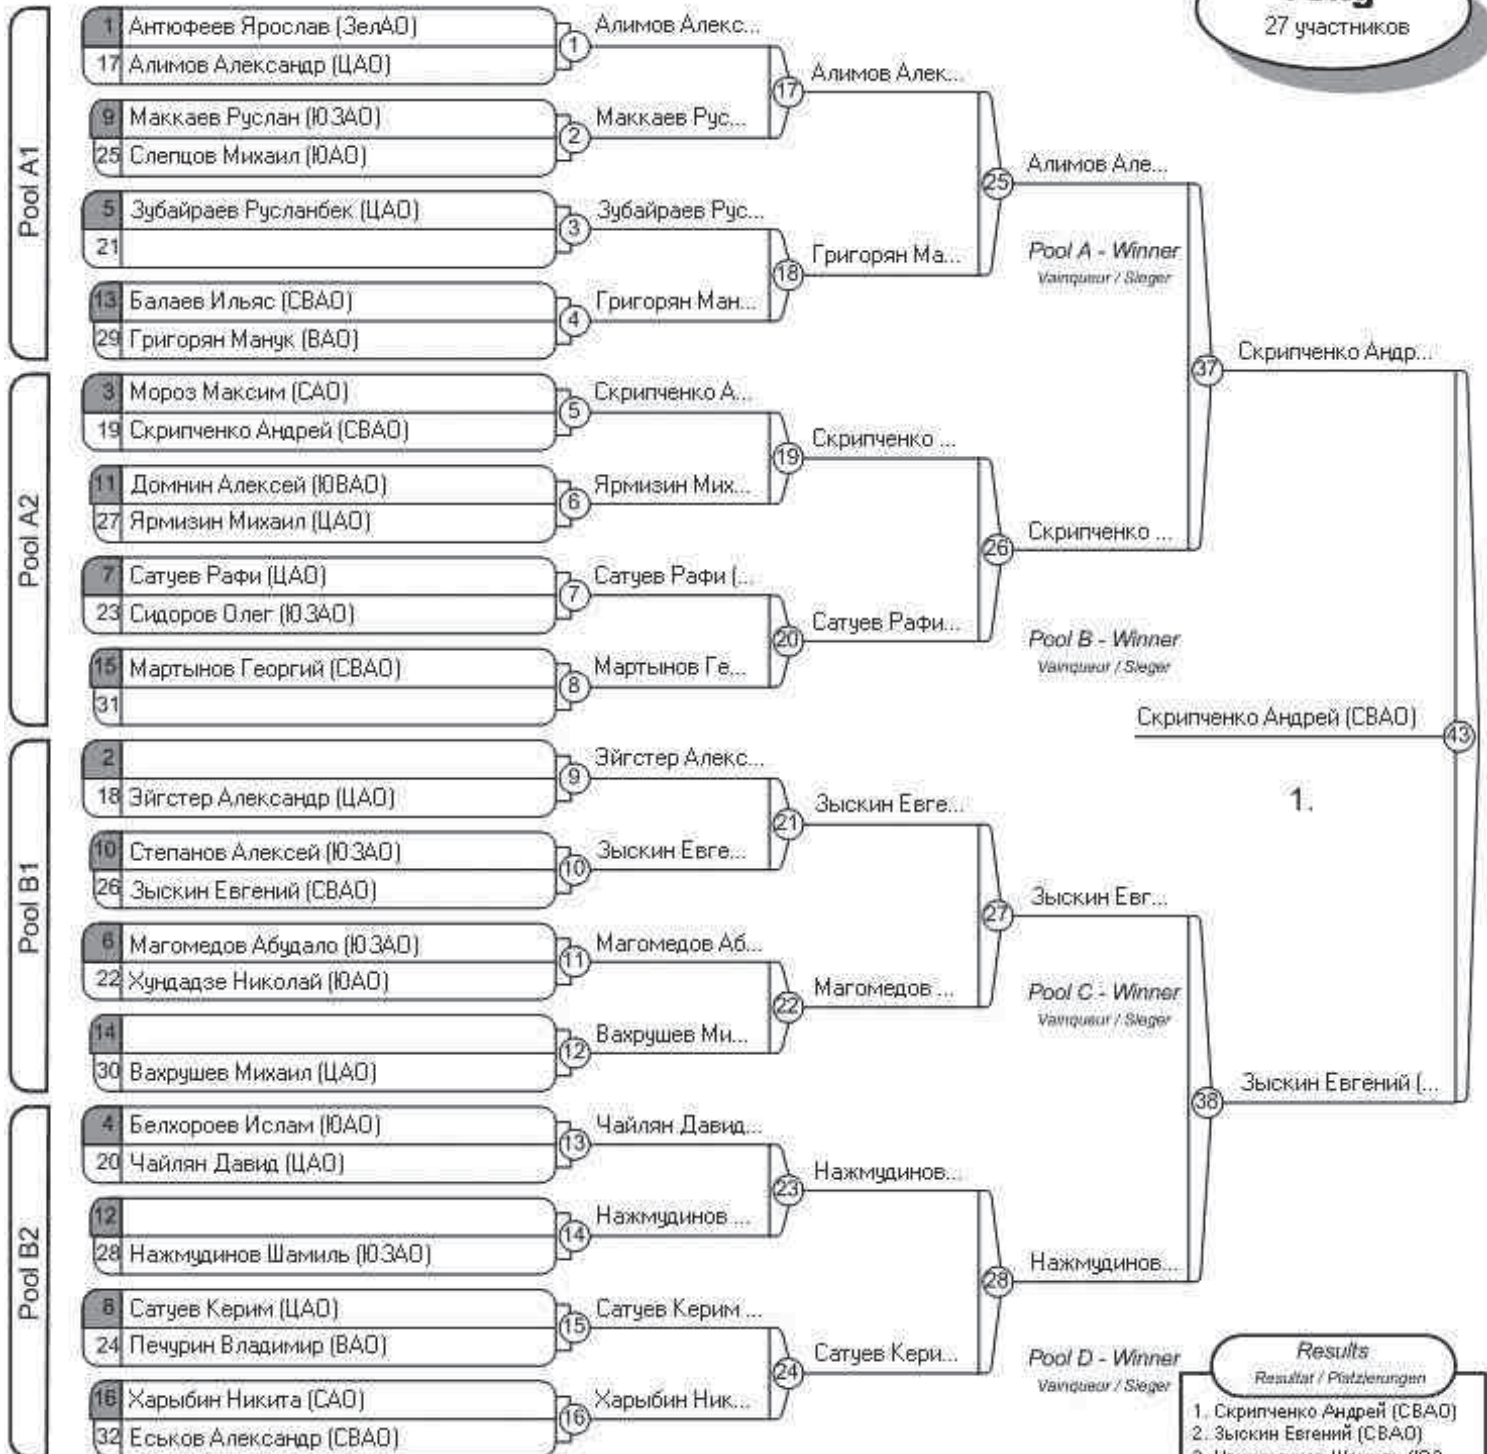 27 участников
Pool A1
1 Антюфеев Ярослав (ЗелАО)
17 Алимов Александр (ЦАО)
9 Маккаев Руслан (ЮЗАО)
25 Слепцов Михаил (ЮАО)
5 Зубайраев Русланбек (ЦАО)
21
13 Балаев Ильяс (СВАО)
29 Григорян Манук (ВАО)
Pool A2
3 Мороз Максим (САО)
19 Скрипченко Андрей (СВАО)
11 Домнин Алексей (ЮВАО)
27 Ярмизин Михаил (ЦАО)
7 Сатуев Рафи (ЦАО)
23 Сидоров Олег (ЮЗАО)
15 Мартынов Георгий (СВАО)
31
Pool B1
2
18 Эйгстер Александр (ЦАО)
10 Степанов Алексей (ЮЗАО)
26 Зыскин Евгений (СВАО)
6 Магомедов Абудало (ЮЗАО)
22 Хундадзе Николай (ЮАО)
14
30 Вахрушев Михаил (ЦАО)
Pool B2
4 Белхороев Ислам (ЮАО)
20 Чайлян Давид (ЦАО)
12
28 Нажмудинов Шамиль (ЮЗАО)
8 Сатуев Керим (ЦАО)
24 Печурин Владимир (ВАО)
16 Харыбин Никита (САО)
32 Еськов Александр (СВАО)
1 Алимов Алекс...
2 Маккаев Рус...
3 Зубайраев Рус...
4 Григорян Ман...
5 Скрипченко А...
6 Ярмизин Мих...
7 Сатуев Рафи (...
8 Мартынов Ге...
9 Эйгстер Алекс...
10 Зыскин Евге...
11 Магомедов Аб...
12 Вахрушев Ми...
13 Чайлян Давид...
14 Нажмудинов ...
15 Сатуев Керим ...
16 Харыбин Ник...
17 Алимов Алек...
18 Григорян Ма...
19 Скрипченко ...
20 Сатуев Рафи...
21 Зыскин Евге...
22 Магомедов ...
23 Нажмудинов...
24 Сатуев Кери...
25 Алимов Але...
Pool A - Winner
Vainqueur / Sieger
26 Скрипченко ...
Pool B - Winner
Vainqueur / Sieger
27 Зыскин Евг...
Pool C - Winner
Vainqueur / Sieger
28 Нажмудинов...
Pool D - Winner
Vainqueur / Sieger
37 Скрипченко Андр...
38 Зыскин Евгений (...
Скрипченко Андрей (СВАО) 43
1.
Results
Resultat / Platzierungen
1. Скрипченко Андрей (СВАО)
2. Зыскин Евгений (СВАО)